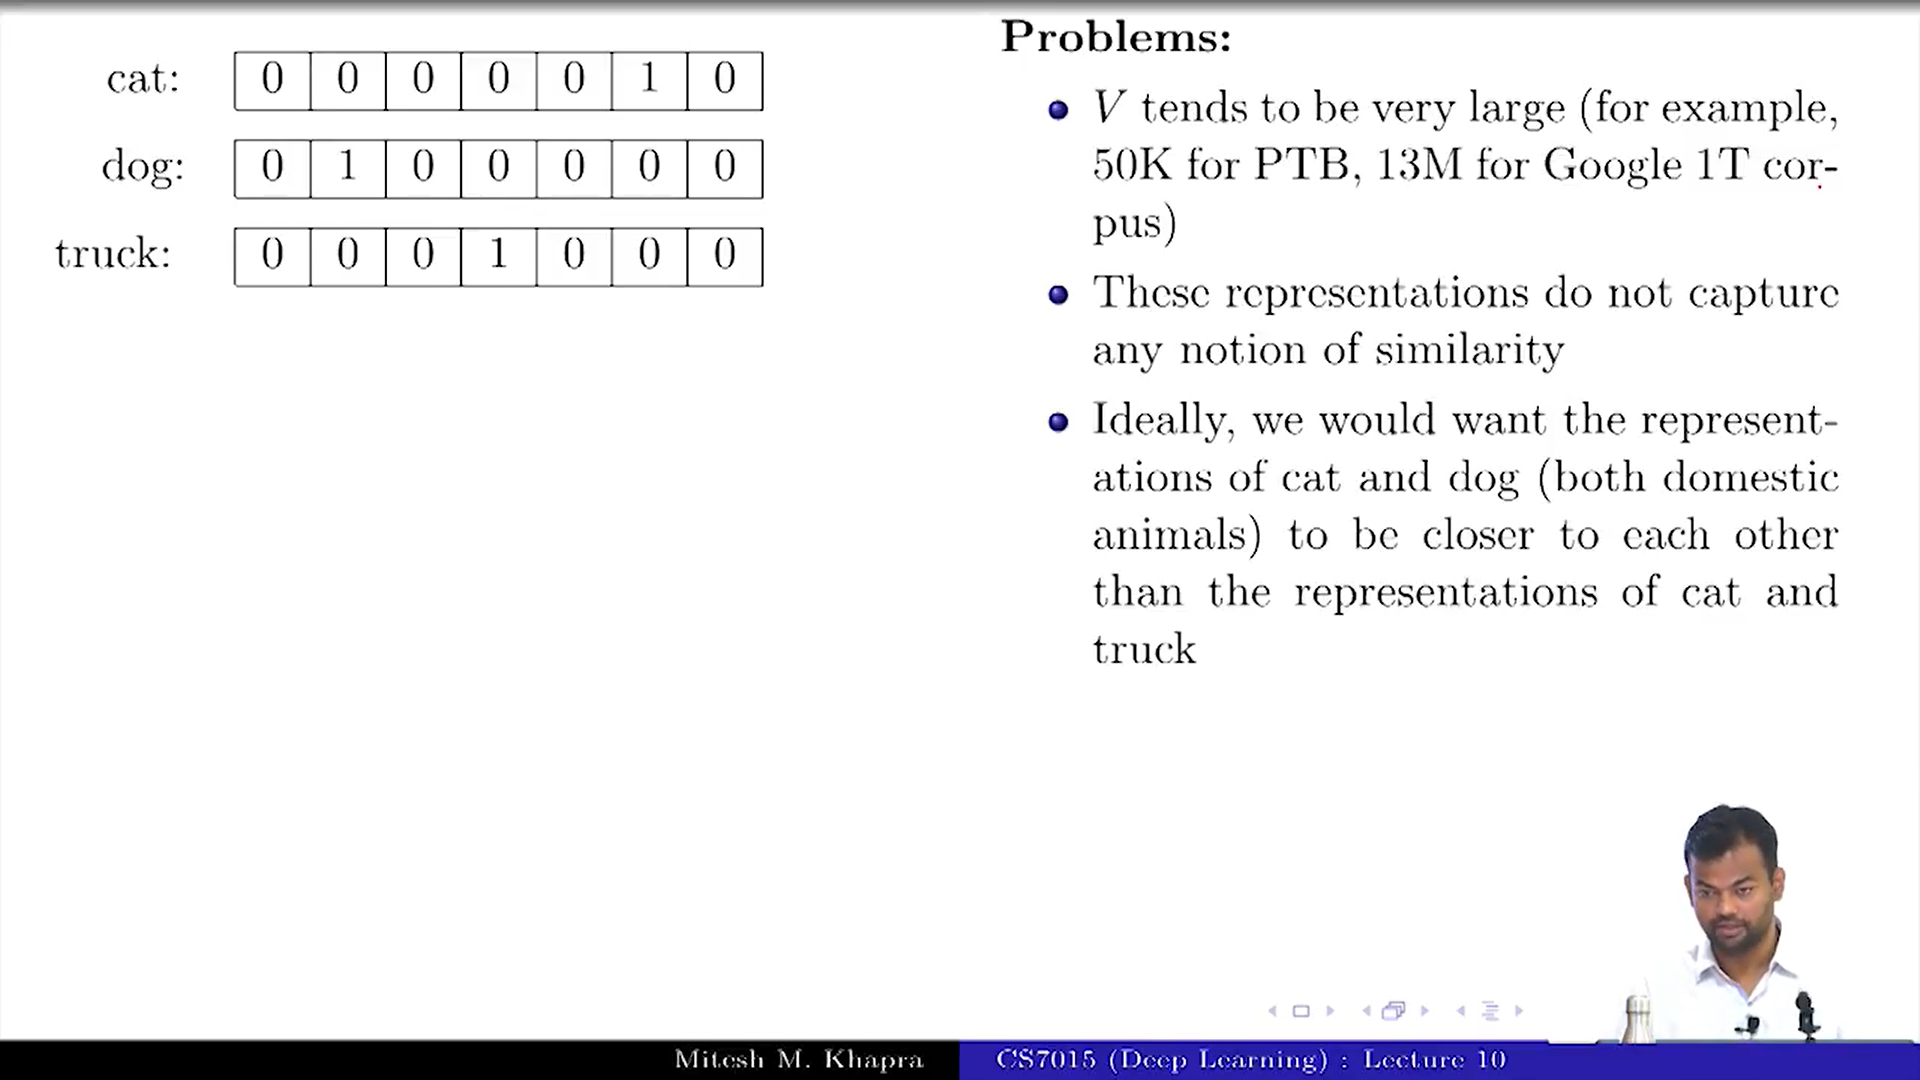 cat: 0 0 0 0 0 1 0
dog: 0 1 0 0 0 0 0
truck: 0 0 0 1 0 0 0
Problems:
V tends to be very large (for example,
50K for PTB, 13M for Google 1T cor-
pus)
These representations do not capture
any notion of similarity
Ideally, we would want the represent-
ations of cat and dog (both domestic
animals) to be closer to each other
than the representations of cat and
truck
Mitesh M. Khapra
CS7015 (Deep Learning) : Lecture 10